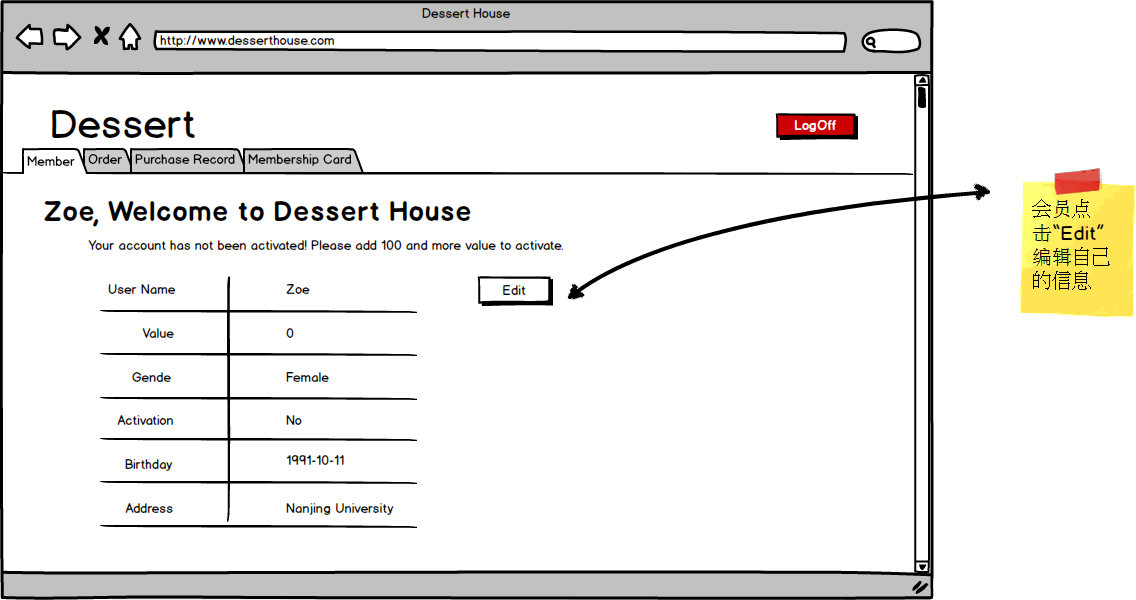 Dessert House
http://www.desserthouse.com
Dessert
LogOff
Member Order Purchase Record Membership Card
Zoe, Welcome to Dessert House
Your account has not been activated! Please add 100 and more value to activate.
User Name Zoe
Edit
Value 0
Gende Female
Activation No
Birthday 1991-10-11
Address Nanjing University
会员点
击“Edit”
编辑自己
的信息